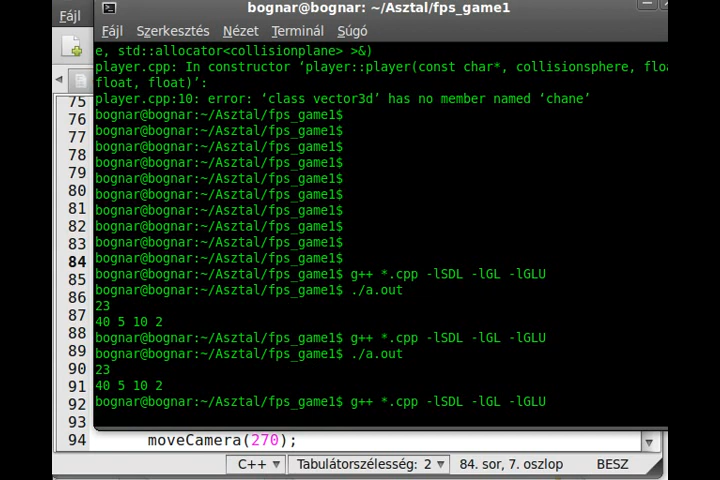 bognar@bognar: ~/Asztal/fps_game1
Fájl
Fájl Szerkesztés Nézet Terminál Súgó
e, std::allocator<collisionplane> >&)
player.cpp: In constructor ‘player::player(const char*, collisionsphere, floa
float, float)’:
player.cpp:10: error: ‘class vector3d’ has no member named ‘chane’
bognar@bognar:~/Asztal/fps_game1$
bognar@bognar:~/Asztal/fps_game1$
bognar@bognar:~/Asztal/fps_game1$
bognar@bognar:~/Asztal/fps_game1$
bognar@bognar:~/Asztal/fps_game1$
bognar@bognar:~/Asztal/fps_game1$
bognar@bognar:~/Asztal/fps_game1$
bognar@bognar:~/Asztal/fps_game1$
bognar@bognar:~/Asztal/fps_game1$
bognar@bognar:~/Asztal/fps_game1$
bognar@bognar:~/Asztal/fps_game1$ g++ *.cpp -lSDL -lGL -lGLU
bognar@bognar:~/Asztal/fps_game1$ ./a.out
23
40 5 10 2
bognar@bognar:~/Asztal/fps_game1$ g++ *.cpp -lSDL -lGL -lGLU
bognar@bognar:~/Asztal/fps_game1$ ./a.out
23
40 5 10 2
bognar@bognar:~/Asztal/fps_game1$ g++ *.cpp -lSDL -lGL -lGLU
75
76
77
78
79
80
81
82
83
84
85
86
87
88
89
90
91
92
93
94 moveCamera(270);
C++ Tabulátorszélesség: 2 84. sor, 7. oszlop BESZ